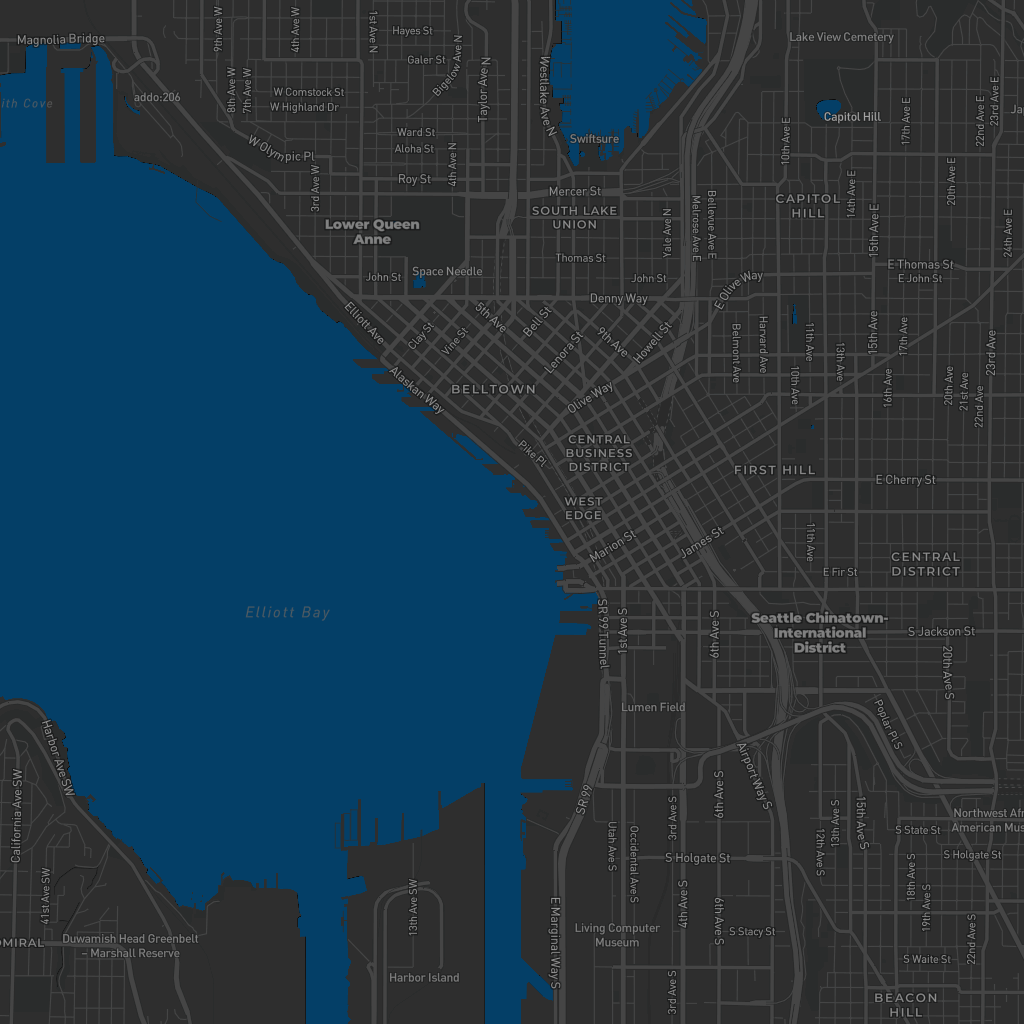 Magnolia Bridge
9th Ave W
4th Ave W
1st Ave N
Hayes St
Galer St
Bigelow Ave N
Taylor Ave N
Westlake Ave N
Lake View Cemetery
ith Cove
addo:206
8th Ave W
7th Ave W
W Comstock St
W Highland Dr
Ward St
Aloha St
Swiftsure
Capitol Hill
10th Ave E
17th Ave E
22nd Ave E
23rd Ave E
Ja
W Olympic Pl
3rd Ave W
Roy St
4th Ave N
Mercer St
SOUTH LAKE
UNION
Yale Ave N
Melrose Ave E
Bellevue Ave E
CAPITOL
HILL
14th Ave E
15th Ave E
20th Ave E
24th Ave E
Lower Queen
Anne
John St
Space Needle
Thomas St
John St
Denny Way
E Olive Way
E Thomas St
E John St
Elliott Ave
Clay St
Vine St
5th Ave
Bell St
Lenora St
9th Ave
Howell St
Belmont Ave
Harvard Ave
11th Ave
10th Ave
13th Ave
15th Ave
17th Ave
16th Ave
20th Ave
21st Ave
22nd Ave
23rd Ave
Alaskan Way
BELLTOWN
Olive Way
Pike Pl
CENTRAL
BUSINESS
DISTRICT
FIRST HILL
E Cherry St
WEST
EDGE
Marion St
James St
11th Ave
E Fir St
CENTRAL
DISTRICT
Elliott Bay
SR 99 Tunnel
1st Ave S
6th Ave S
Seattle Chinatown-
International
District
S Jackson St
20th Ave S
Lumen Field
Poplar Pl S
Harbor Ave SW
California Ave SW
SR 99
Airport Way S
6th Ave S
3rd Ave S
Utah Ave S
Occidental Ave S
12th Ave S
13th Ave S
15th Ave S
Northwest Afr
American Mus
S State St
S Holgate St
S Holgate St
18th Ave S
19th Ave S
22nd Ave S
41st Ave SW
13th Ave SW
E Marginal Way S
4th Ave S
6th Ave S
S Stacy St
DMIRAL
Duwamish Head Greenbelt
– Marshall Reserve
Living Computer
Museum
Harbor Island
3rd Ave S
S Waite St
BEACON
HILL